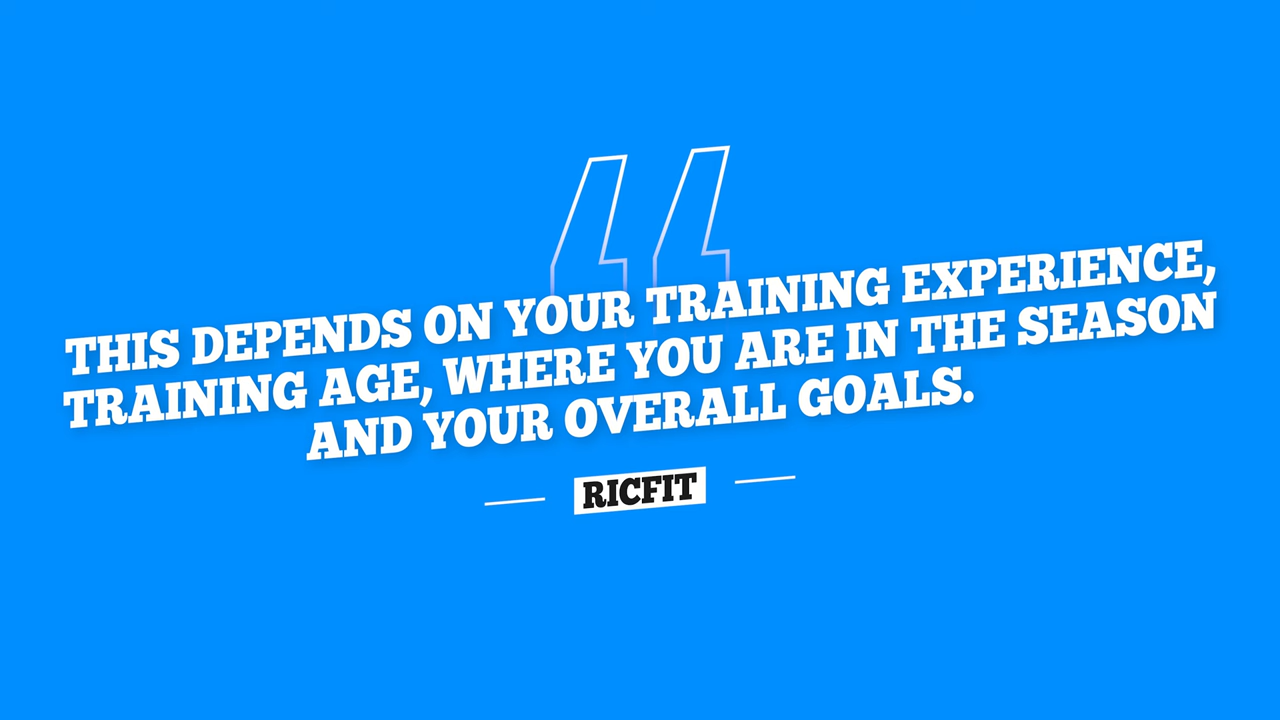 THIS DEPENDS ON YOUR TRAINING EXPERIENCE,
TRAINING AGE, WHERE YOU ARE IN THE SEASON
AND YOUR OVERALL GOALS.
RICFIT